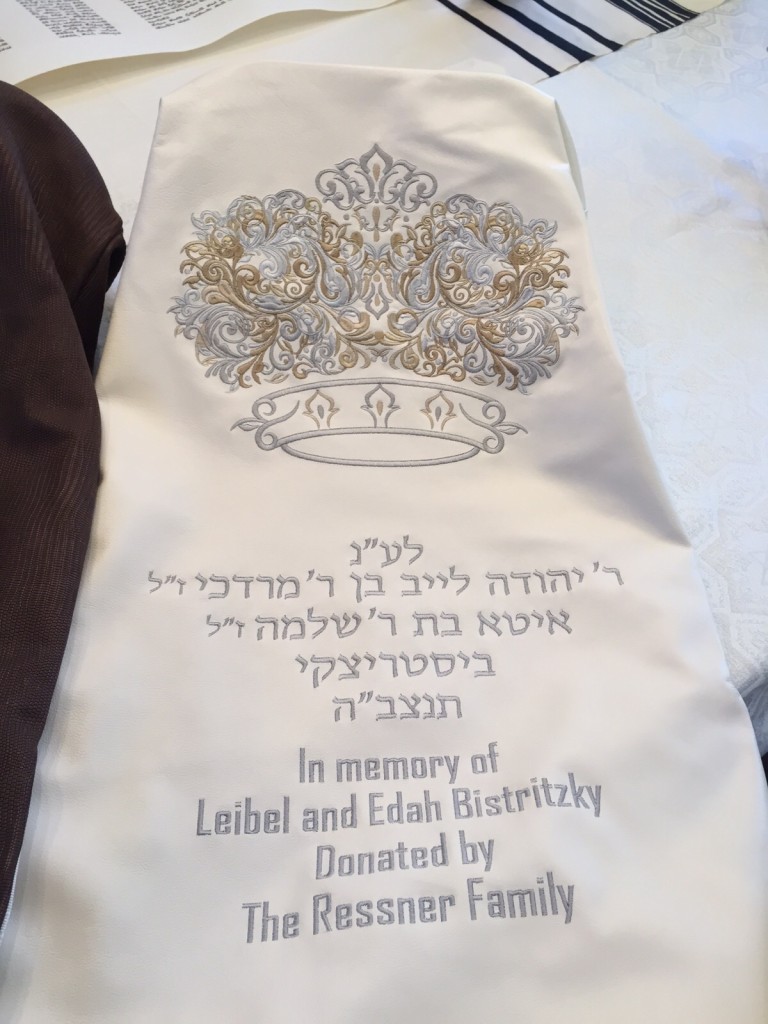 לע"נ
ר' יהודה לייב בן ר' מרדכי ז"ל
איטא בת ר' שלמה ז"ל
ביסטריצקי
תנצב"ה
In memory of
Leibel and Edah Bistritzky
Donated by
The Ressner Family